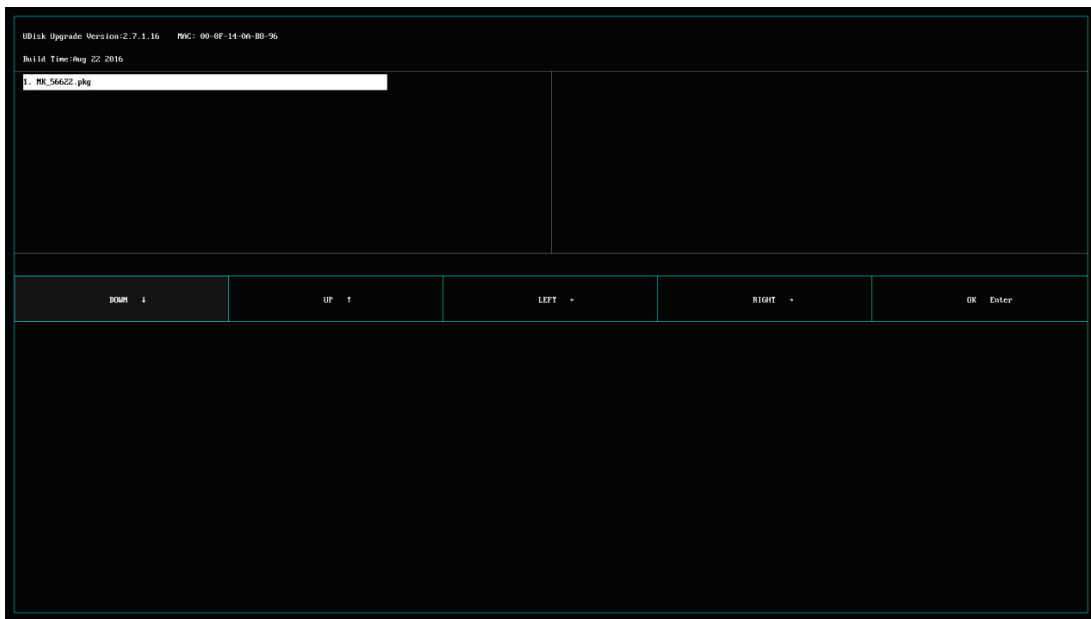 UDisk Upgrade Version:2.7.1.16 MAC: 00-0F-14-0A-BB-96
Build Time:Aug 22 2016
1. MK_56622.pkg
DOWN ↓ UP ↑ LEFT ← RIGHT → OK Enter